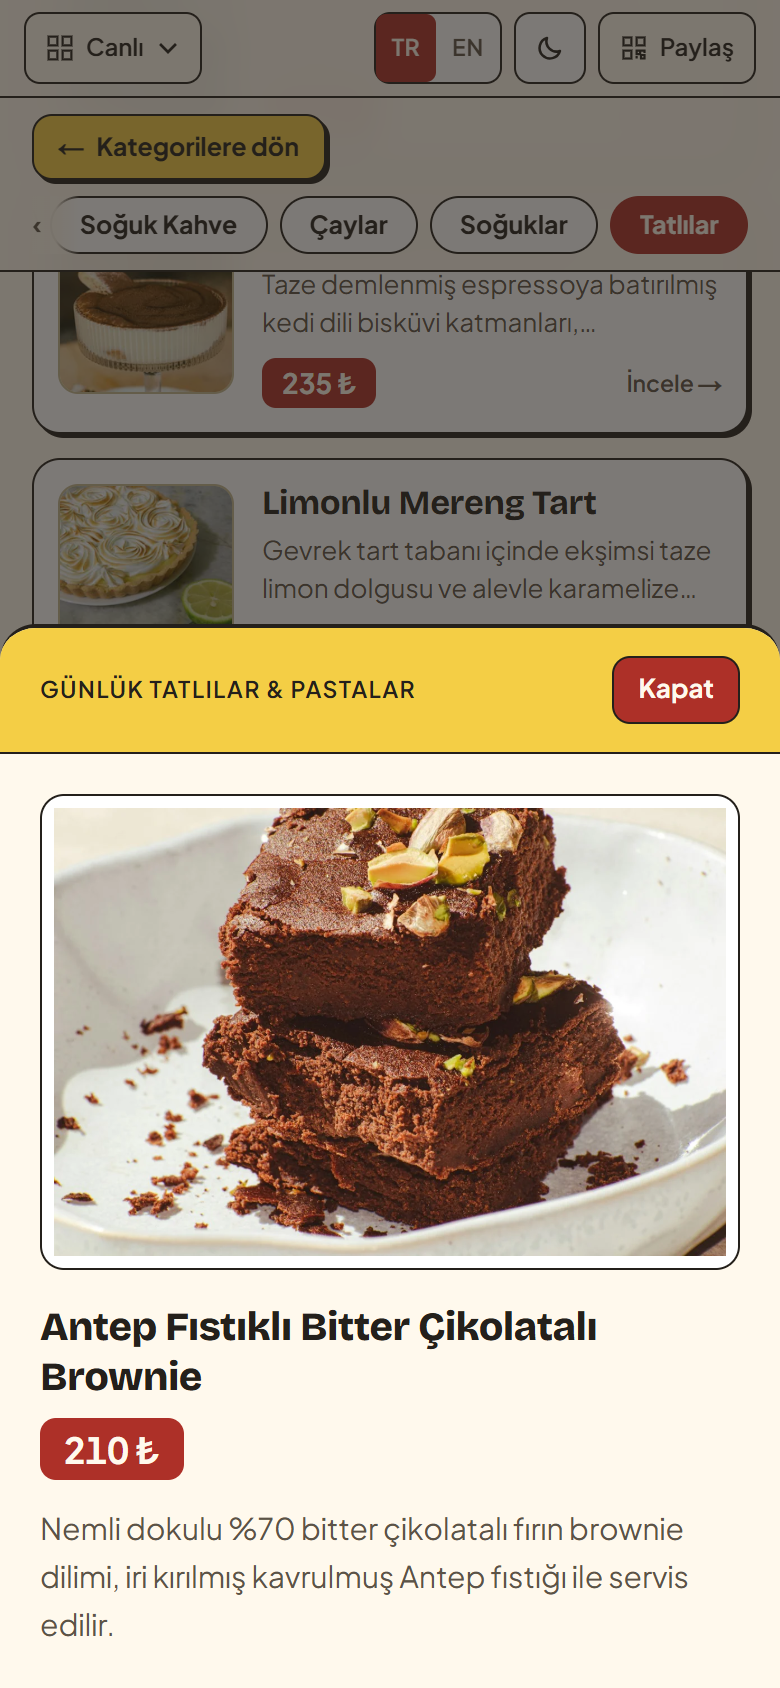 Canlı
TR EN
Paylaş
← Kategorilere dön
‹ Soğuk Kahve Çaylar Soğuklar Tatlılar
Taze demlenmiş espressoya batırılmış
kedi dili bisküvi katmanları,...
235 ₺
İncele →
Limonlu Mereng Tart
Gevrek tart tabanı içinde ekşimsi taze
limon dolgusu ve alevle karamelize...
GÜNLÜK TATLILAR & PASTALAR
Kapat
Antep Fıstıklı Bitter Çikolatalı
Brownie
210 ₺
Nemli dokulu %70 bitter çikolatalı fırın brownie
dilimi, iri kırılmış kavrulmuş Antep fıstığı ile servis
edilir.